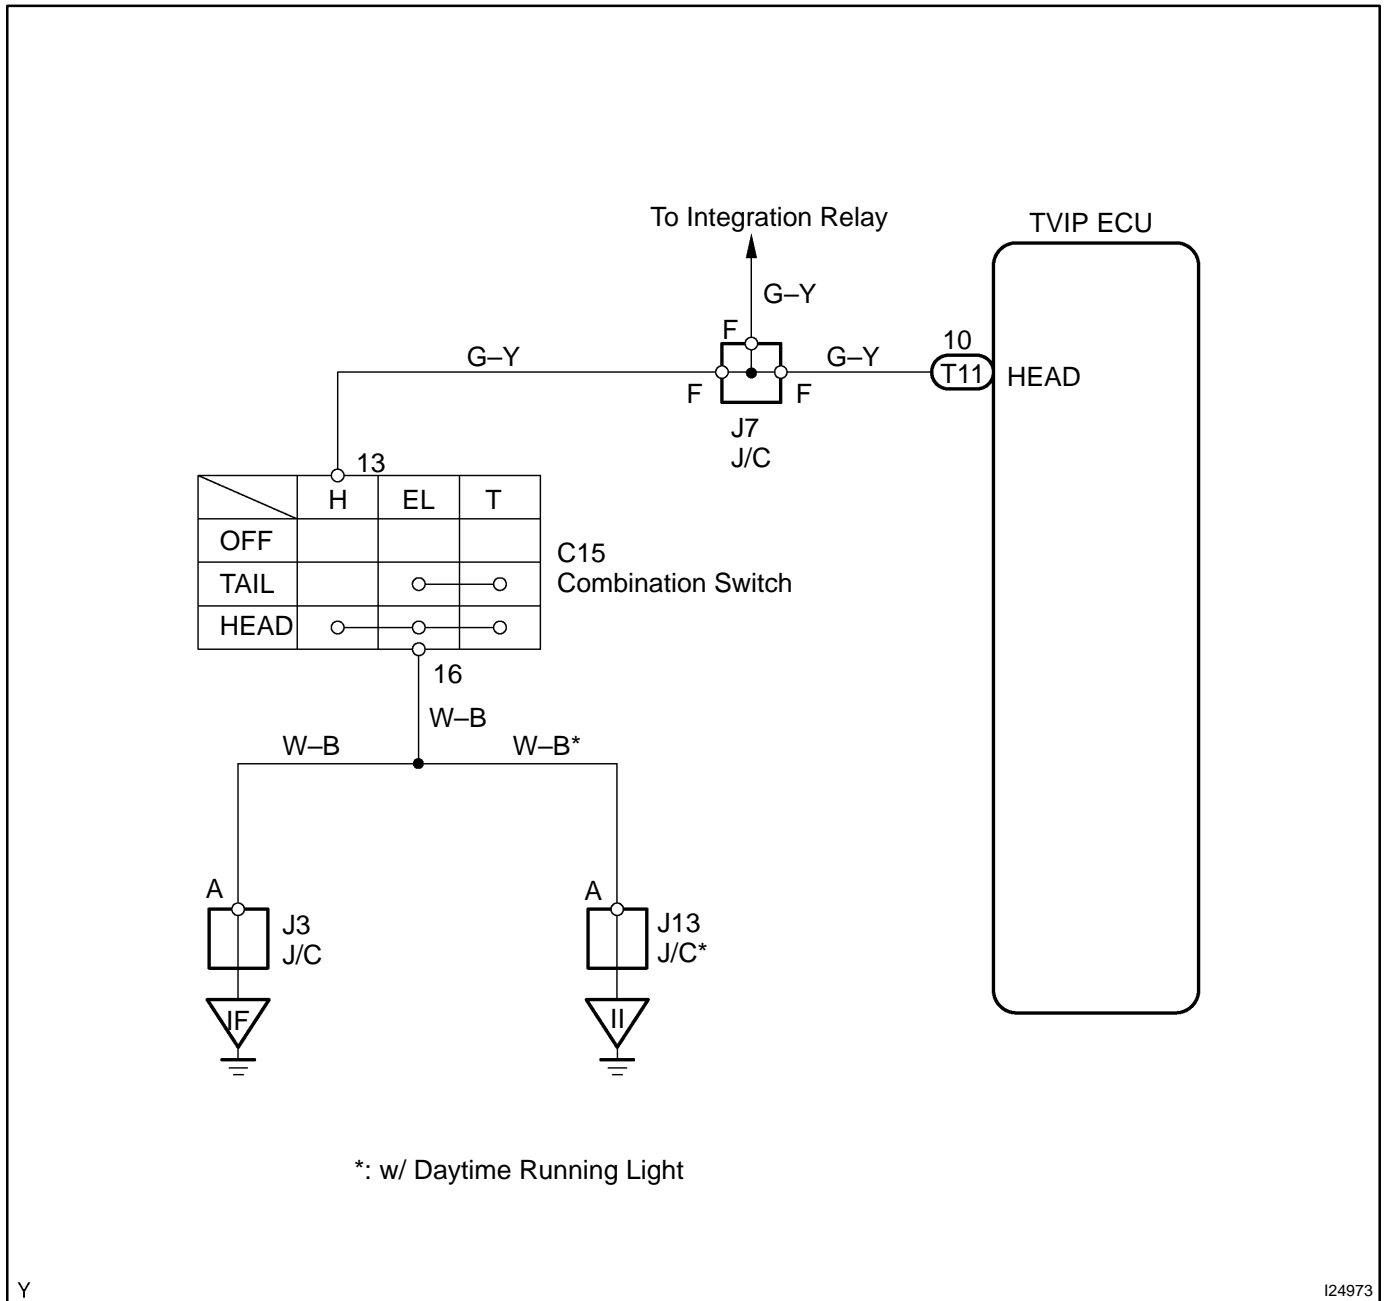 To Integration Relay
TVIP ECU
G–Y
F
10
G–Y
G–Y
T11
HEAD
F
F
J7
J/C
13
H EL T
OFF
C15
TAIL
Combination Switch
HEAD
16
W–B
W–B
W–B*
A
A
J3
J/C
J13
J/C*
IF
II
*: w/ Daytime Running Light
Y
I24973